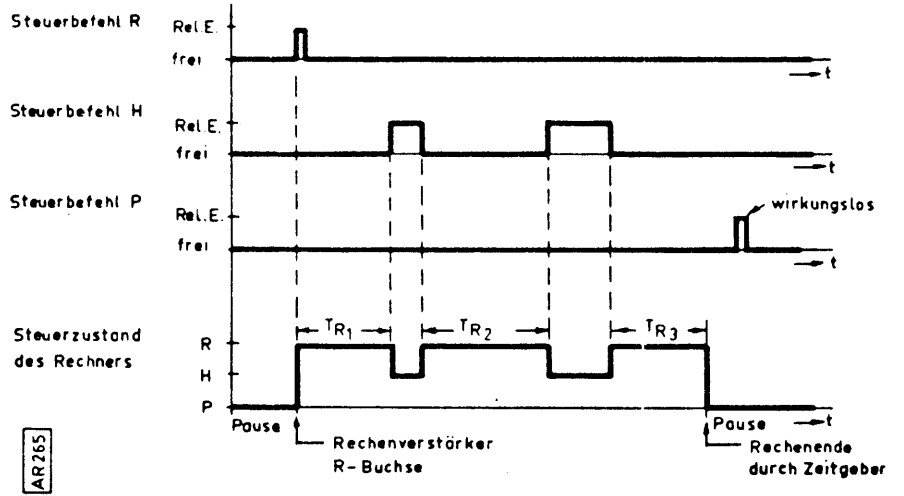 Steuerbefehl R
Rel.E.
frei
t
Steuerbefehl H
Rel.E.
frei
t
Steuerbefehl P
Rel.E.
frei
wirkungslos
t
Steuerzustand
des Rechners
R
H
P
TR1
TR2
TR3
Pause
Pause
t
Rechenverstärker
R-Buchse
Rechenende
durch Zeitgeber
AR265